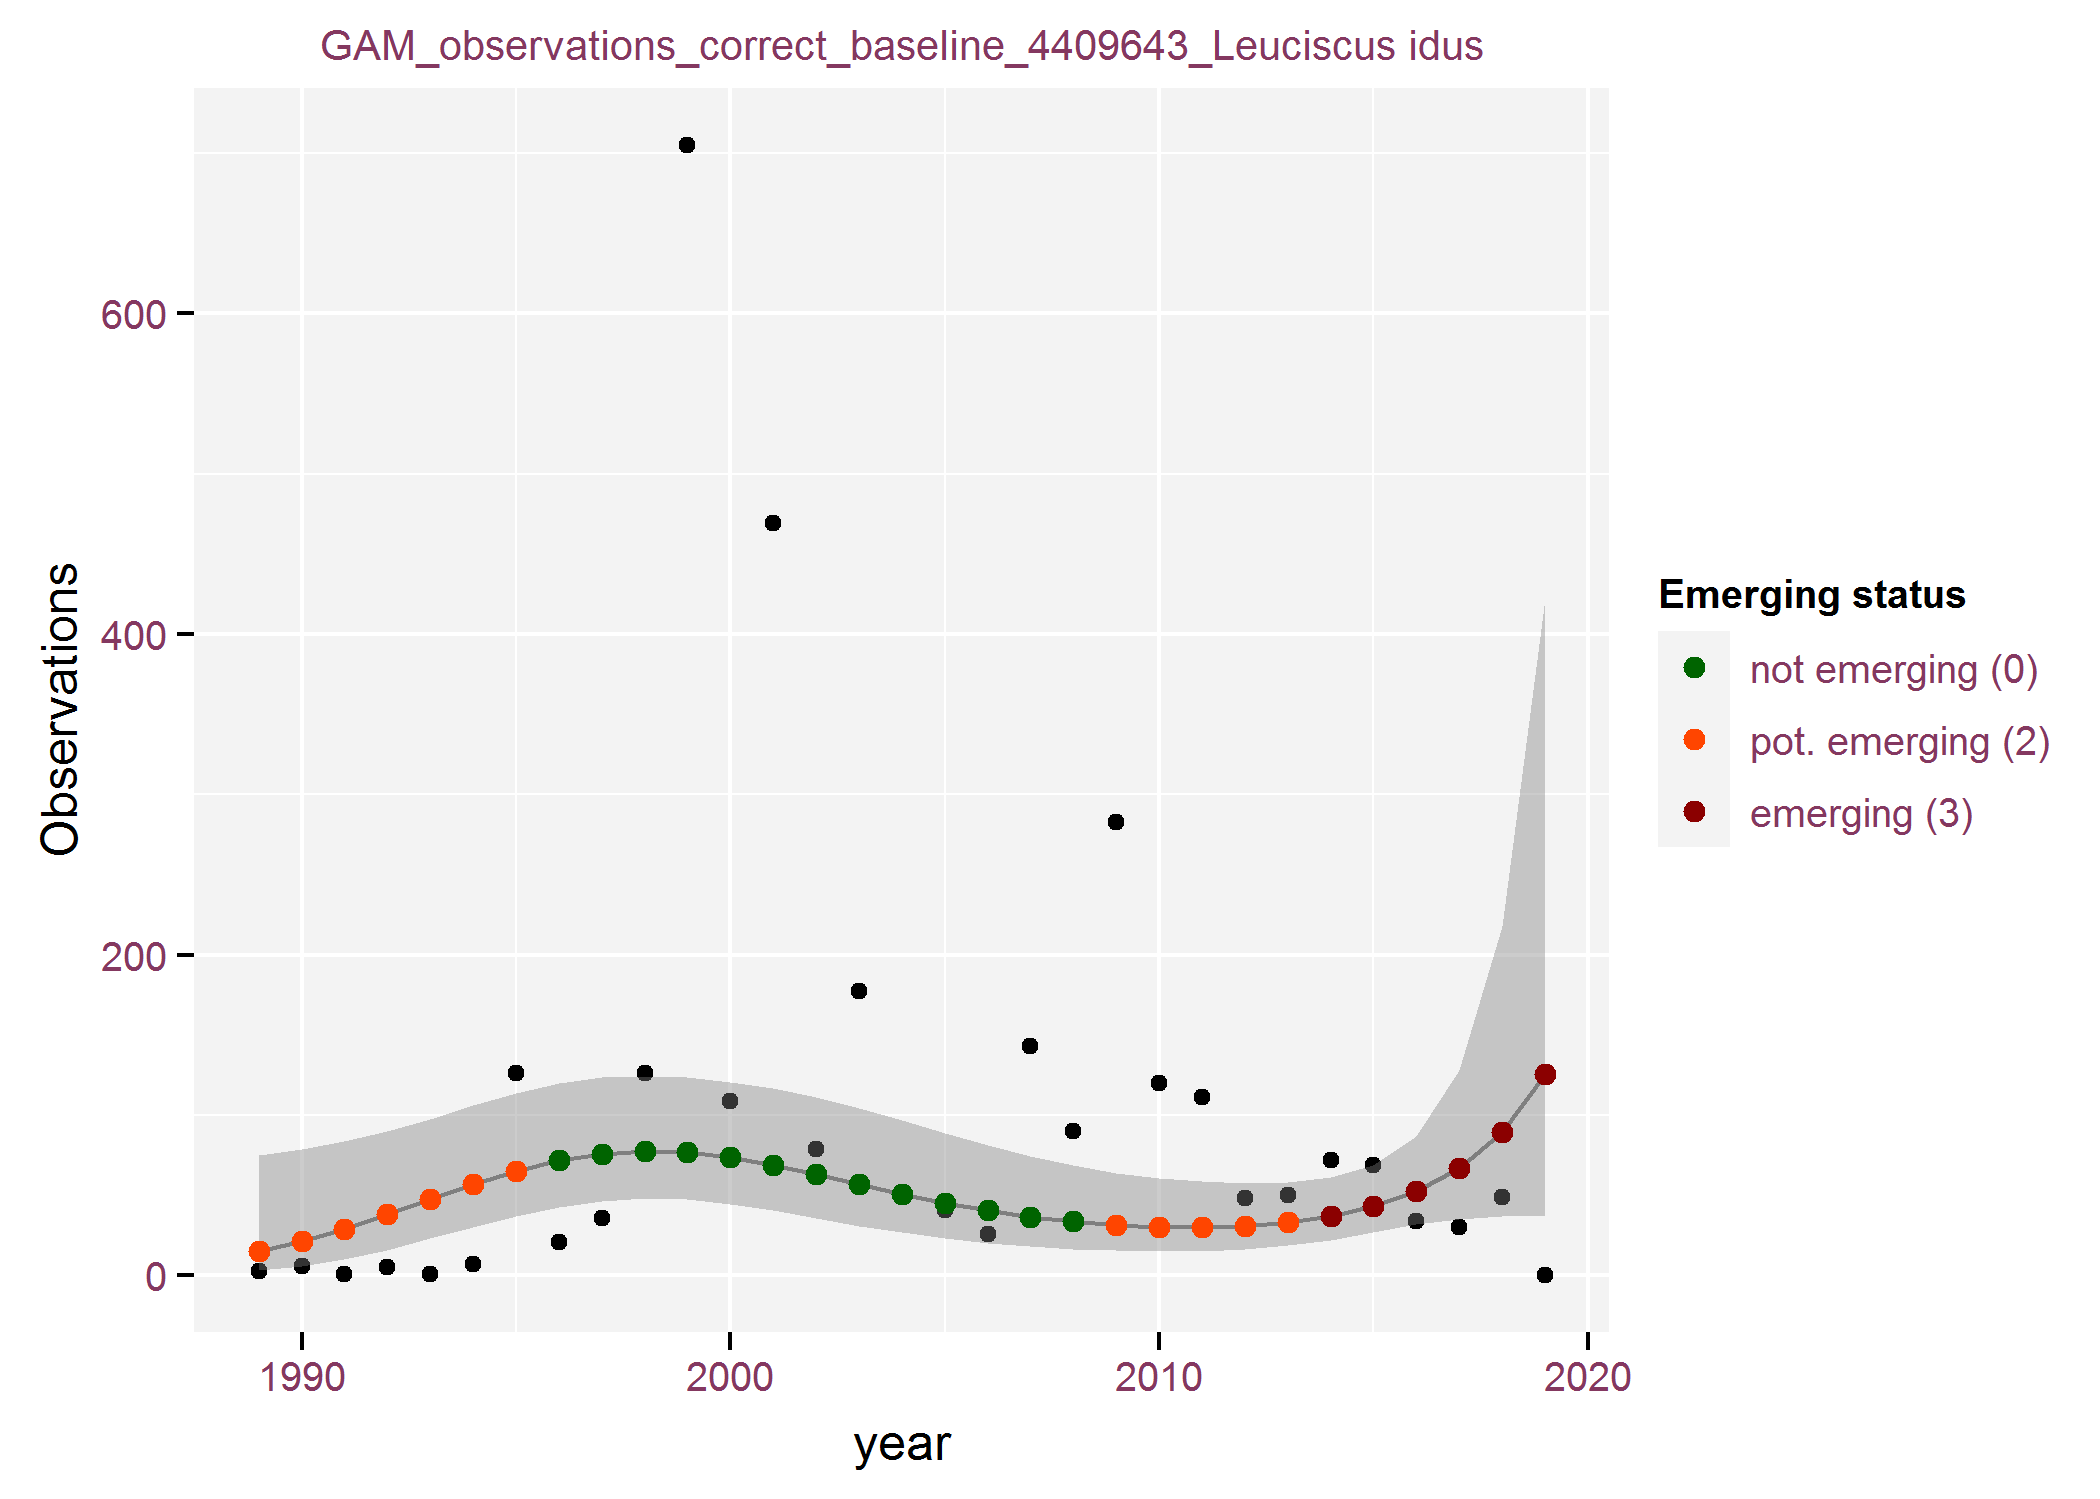 GAM_observations_correct_baseline_4409643_Leuciscus idus
Observations
600
400
200
0
1990
2000
2010
2020
year
Emerging status
not emerging (0)
pot. emerging (2)
emerging (3)